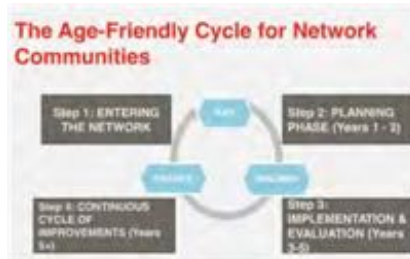 The Age-Friendly Cycle for Network
Communities
Step 1: ENTERING
THE NETWORK
Step 2: PLANNING
PHASE (Years 1 - 2)
Step 4: CONTINUOUS
CYCLE OF
IMPROVEMENTS (Years
5+)
Step 3:
IMPLEMENTATION &
EVALUATION (Years
3-5)